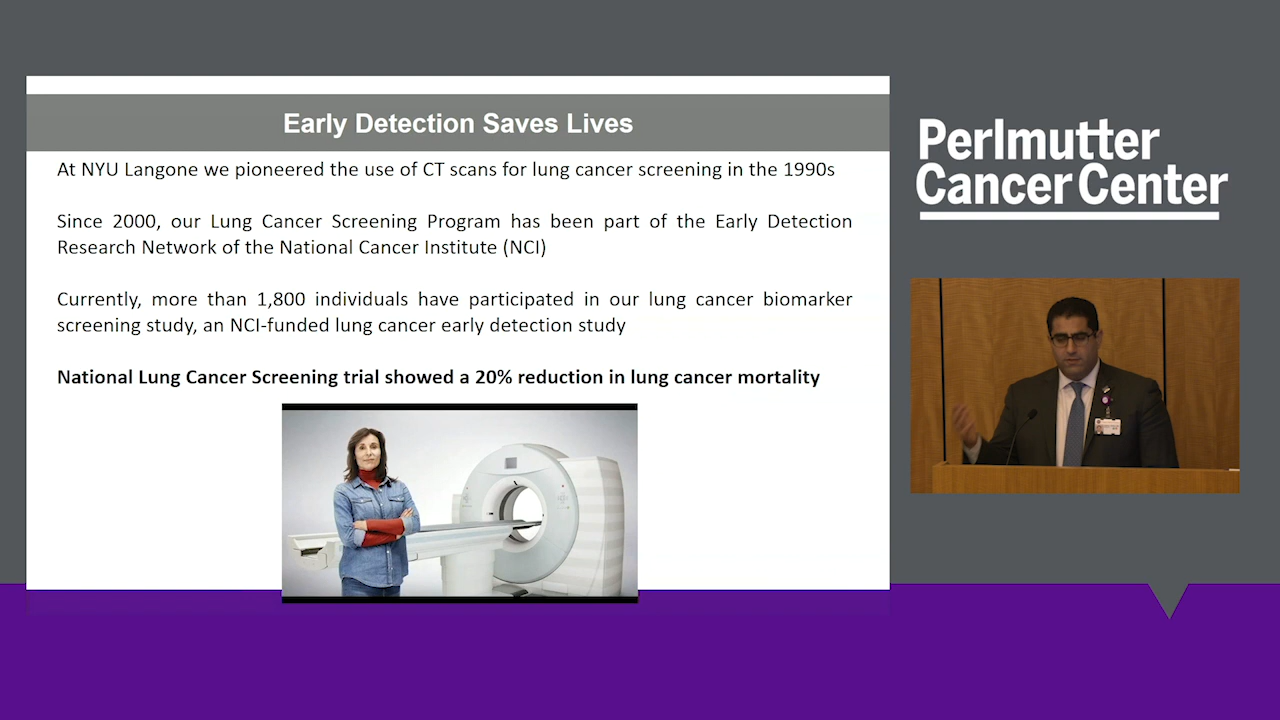 Early Detection Saves Lives
At NYU Langone we pioneered the use of CT scans for lung cancer screening in the 1990s
Since 2000, our Lung Cancer Screening Program has been part of the Early Detection
Research Network of the National Cancer Institute (NCI)
Currently, more than 1,800 individuals have participated in our lung cancer biomarker
screening study, an NCI-funded lung cancer early detection study
National Lung Cancer Screening trial showed a 20% reduction in lung cancer mortality
Perlmutter
Cancer Center